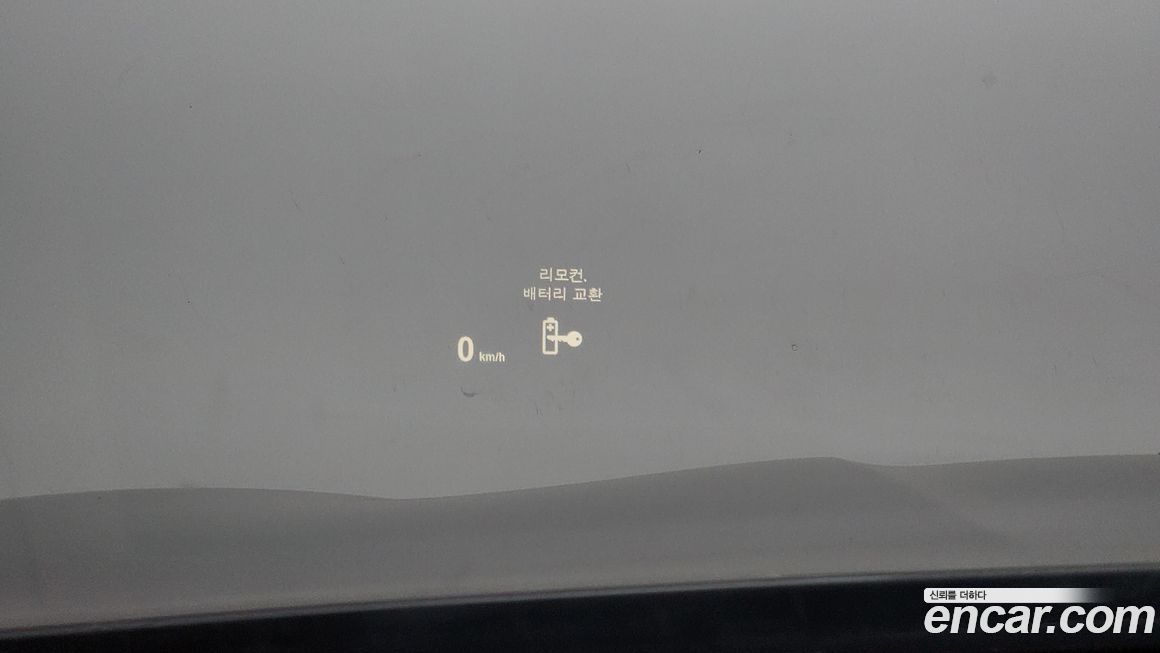 리모컨,
배터리 교환
0 km/h
신뢰를 더하다
encar.com